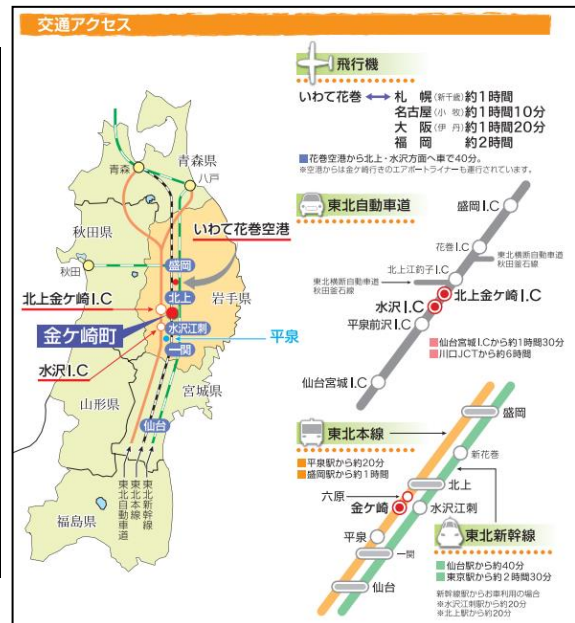 交通アクセス
青森県
青森
八戸
秋田県
秋田
いわて花巻空港
盛岡
北上
岩手県
北上金ケ崎I.C
金ケ崎町
水沢江刺
平泉
一関
水沢I.C
宮城県
山形県
仙台
東北自動車道
東北本線
東北新幹線
福島県
飛行機
いわて花巻 ⟷ 札幌(新千歳)約1時間
名古屋(小牧)約1時間10分
大阪(伊丹)約1時間20分
福岡 約2時間
■花巻空港から北上・水沢方面へ車で40分。
※空港からは金ケ崎行きのエアポートライナーも運行されています。
東北自動車道
盛岡I.C
花巻I.C
東北横断自動車道
秋田釜石線
北上江釣子I.C
東北横断自動車道
秋田釜石線
北上金ケ崎I.C
水沢I.C
平泉前沢I.C
■仙台宮城I.Cから約1時間30分
■川口JCTから約6時間
仙台宮城I.C
東北本線
■平泉駅から約20分
■盛岡駅から約1時間
盛岡
新花巻
北上
六原
金ケ崎
水沢江刺
平泉
一関
仙台
東北新幹線
■仙台駅から約40分
■東京駅から約2時間30分
新幹線駅からお車利用の場合
※水沢江刺駅から約20分
※北上駅から約20分